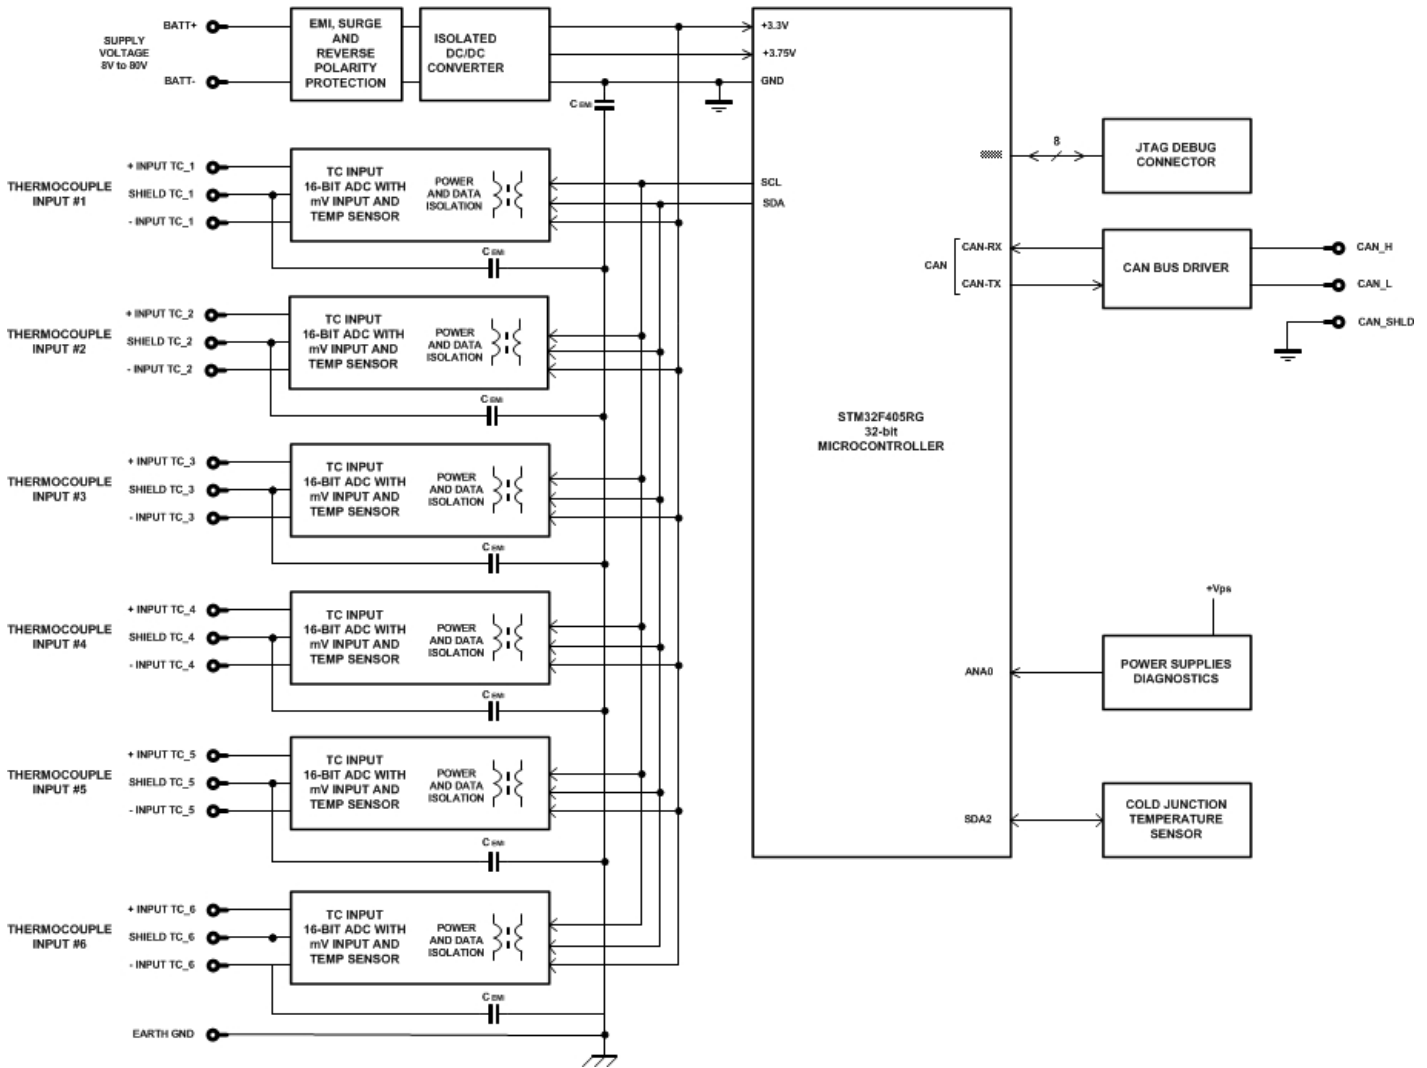 BATT+
SUPPLY
VOLTAGE
8V to 80V
BATT-
EMI, SURGE
AND
REVERSE
POLARITY
PROTECTION
ISOLATED
DC/DC
CONVERTER
C EMI
+3.3V
+3.75V
GND
THERMOCOUPLE
INPUT #1
+ INPUT TC_1
SHIELD TC_1
- INPUT TC_1
TC INPUT
16-BIT ADC WITH
mV INPUT AND
TEMP SENSOR
POWER
AND DATA
ISOLATION
C EMI
SCL
SDA
THERMOCOUPLE
INPUT #2
+ INPUT TC_2
SHIELD TC_2
- INPUT TC_2
TC INPUT
16-BIT ADC WITH
mV INPUT AND
TEMP SENSOR
POWER
AND DATA
ISOLATION
C EMI
THERMOCOUPLE
INPUT #3
+ INPUT TC_3
SHIELD TC_3
- INPUT TC_3
TC INPUT
16-BIT ADC WITH
mV INPUT AND
TEMP SENSOR
POWER
AND DATA
ISOLATION
C EMI
THERMOCOUPLE
INPUT #4
+ INPUT TC_4
SHIELD TC_4
- INPUT TC_4
TC INPUT
16-BIT ADC WITH
mV INPUT AND
TEMP SENSOR
POWER
AND DATA
ISOLATION
C EMI
THERMOCOUPLE
INPUT #5
+ INPUT TC_5
SHIELD TC_5
- INPUT TC_5
TC INPUT
16-BIT ADC WITH
mV INPUT AND
TEMP SENSOR
POWER
AND DATA
ISOLATION
C EMI
THERMOCOUPLE
INPUT #6
+ INPUT TC_6
SHIELD TC_6
- INPUT TC_6
TC INPUT
16-BIT ADC WITH
mV INPUT AND
TEMP SENSOR
POWER
AND DATA
ISOLATION
C EMI
EARTH GND
STM32F405RG
32-bit
MICROCONTROLLER
8
JTAG DEBUG
CONNECTOR
CAN
CAN-RX
CAN-TX
CAN BUS DRIVER
CAN_H
CAN_L
CAN_SHLD
+Vps
ANA0
POWER SUPPLIES
DIAGNOSTICS
SDA2
COLD JUNCTION
TEMPERATURE
SENSOR